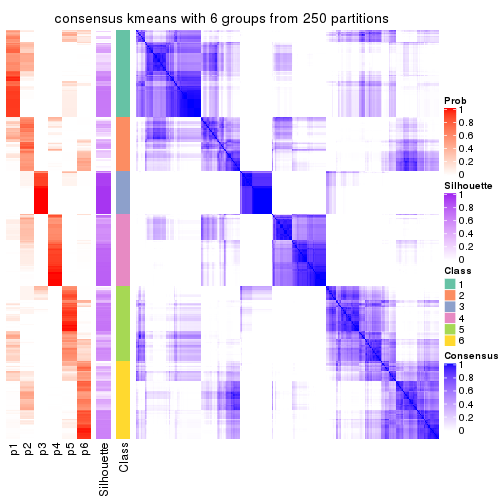 consensus kmeans with 6 groups from 250 partitions
Prob
1
0.8
0.6
0.4
0.2
0
Silhouette
1
0.8
0.6
0.4
0.2
0
Class
1
2
3
4
5
6
Consensus
1
0.8
0.6
0.4
0.2
0
p1
p2
p3
p4
p5
p6
Silhouette
Class